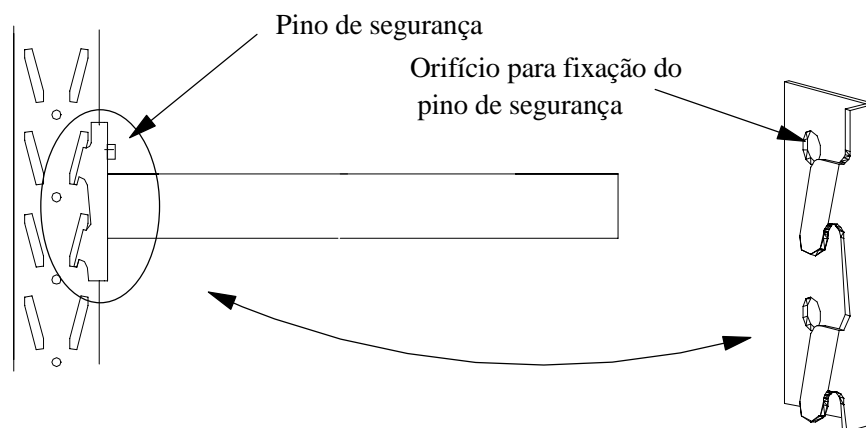 Pino de segurança
Orifício para fixação do
pino de segurança